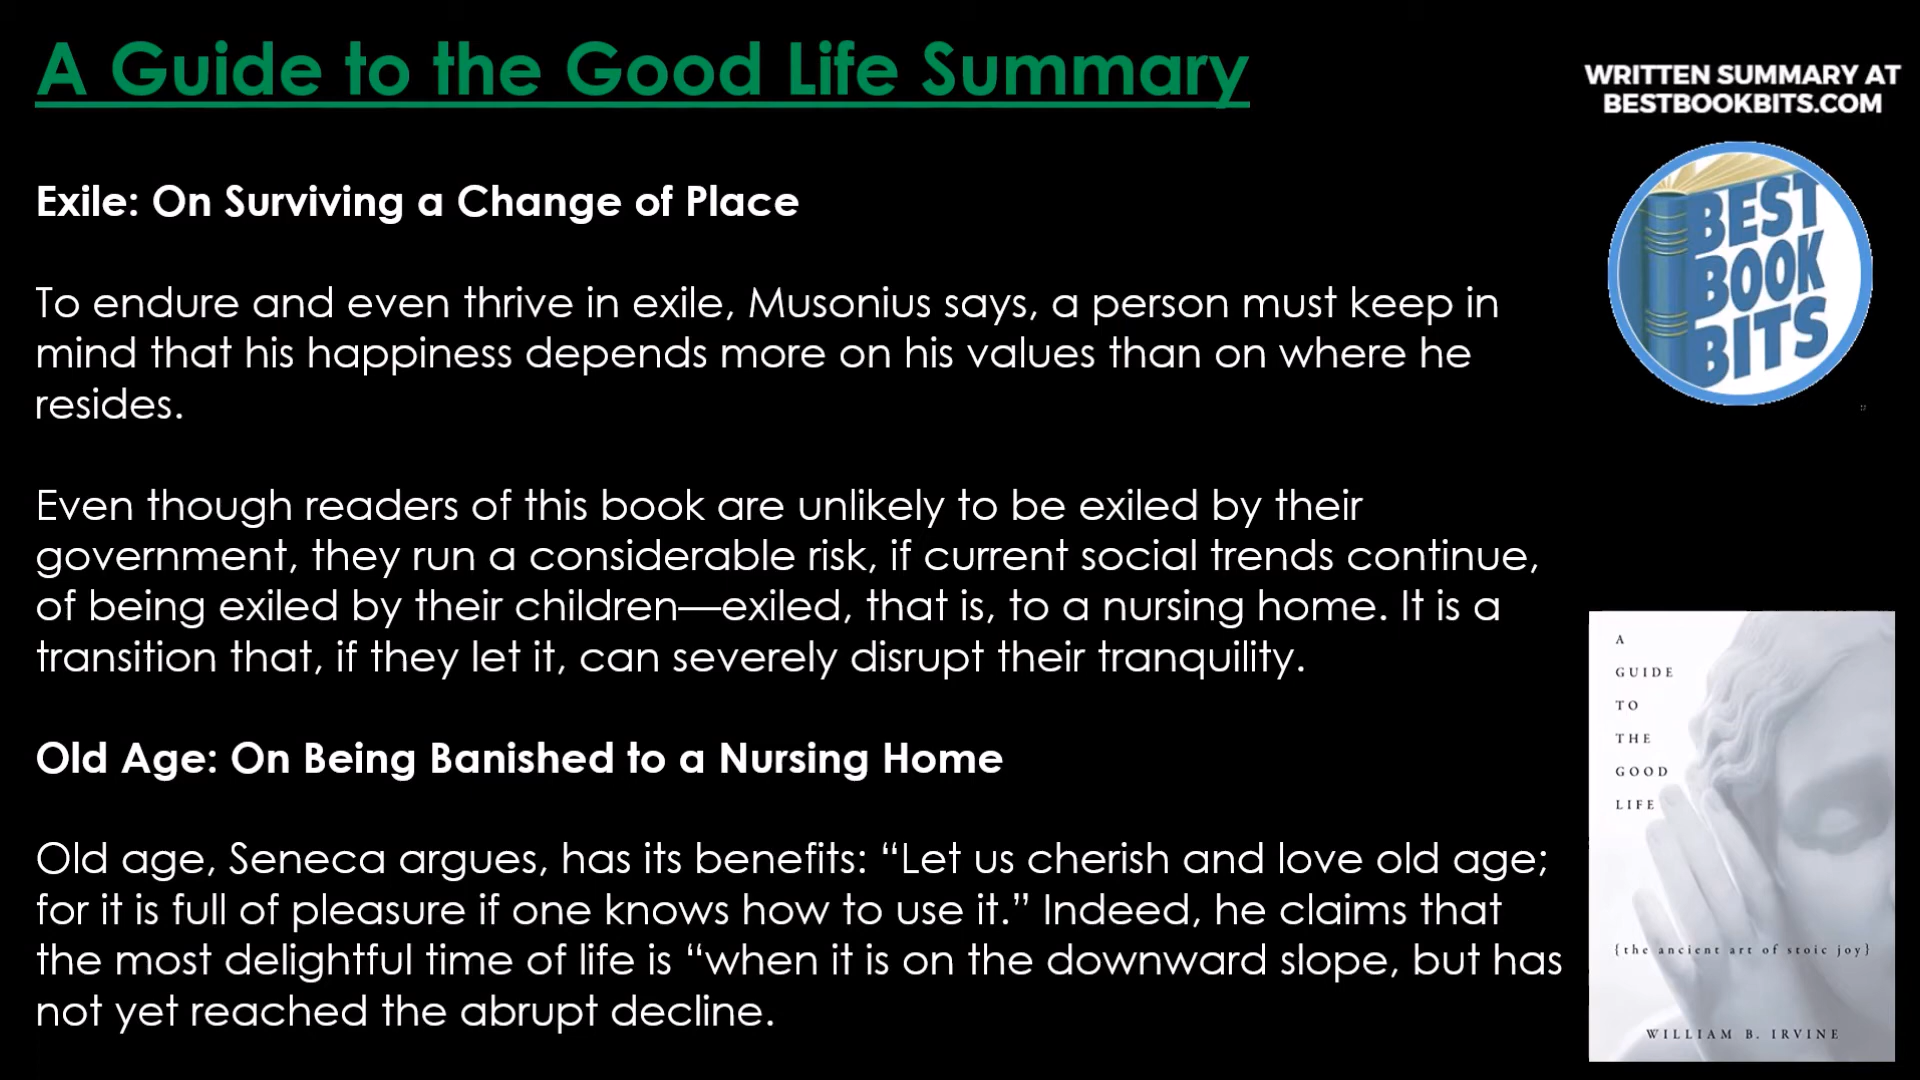 A Guide to the Good Life Summary
WRITTEN SUMMARY AT
BESTBOOKBITS.COM
BEST
BOOK
BITS
Exile: On Surviving a Change of Place
To endure and even thrive in exile, Musonius says, a person must keep in
mind that his happiness depends more on his values than on where he
resides.
Even though readers of this book are unlikely to be exiled by their
government, they run a considerable risk, if current social trends continue,
of being exiled by their children—exiled, that is, to a nursing home. It is a
transition that, if they let it, can severely disrupt their tranquility.
Old Age: On Being Banished to a Nursing Home
Old age, Seneca argues, has its benefits: “Let us cherish and love old age;
for it is full of pleasure if one knows how to use it.” Indeed, he claims that
the most delightful time of life is “when it is on the downward slope, but has
not yet reached the abrupt decline.
A
GUIDE
TO
THE
GOOD
LIFE
{the ancient art of stoic joy}
WILLIAM B. IRVINE